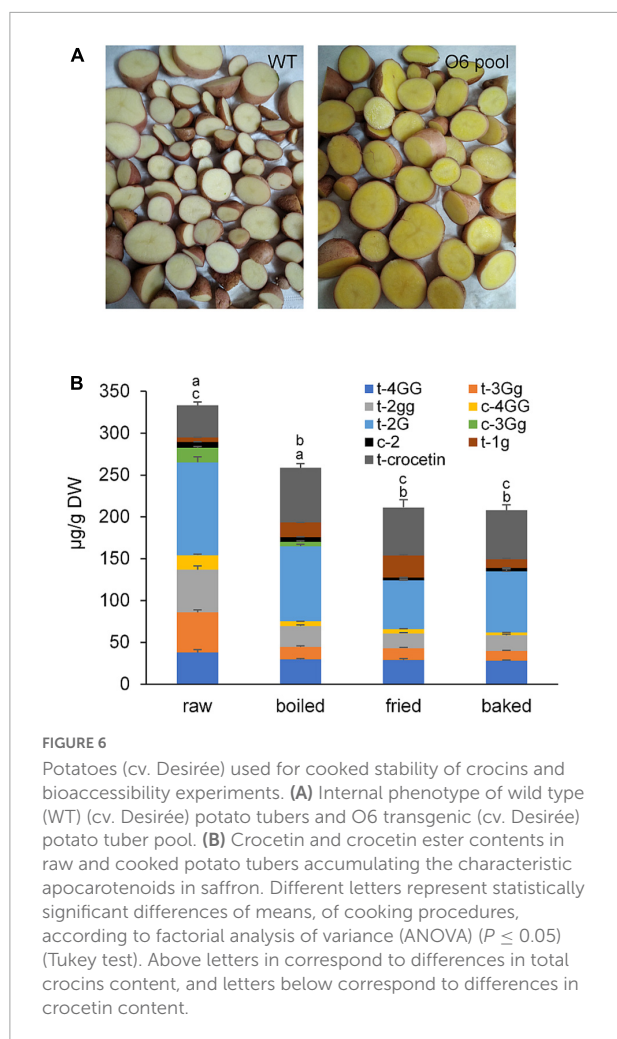 A
WT
O6 pool
B
350
300
250
200
150
100
50
0
µg/g DW
a
c
b
a
c
b
c
b
t-4GG
t-3Gg
t-2gg
c-4GG
t-2G
c-3Gg
c-2
t-1g
t-crocetin
raw
boiled
fried
baked
FIGURE 6
Potatoes (cv. Desirée) used for cooked stability of crocins and
bioaccessibility experiments. (A) Internal phenotype of wild type
(WT) (cv. Desirée) potato tubers and O6 transgenic (cv. Desirée)
potato tuber pool. (B) Crocetin and crocetin ester contents in
raw and cooked potato tubers accumulating the characteristic
apocarotenoids in saffron. Different letters represent statistically
significant differences of means, of cooking procedures,
according to factorial analysis of variance (ANOVA) (P ≤ 0.05)
(Tukey test). Above letters in correspond to differences in total
crocins content, and letters below correspond to differences in
crocetin content.